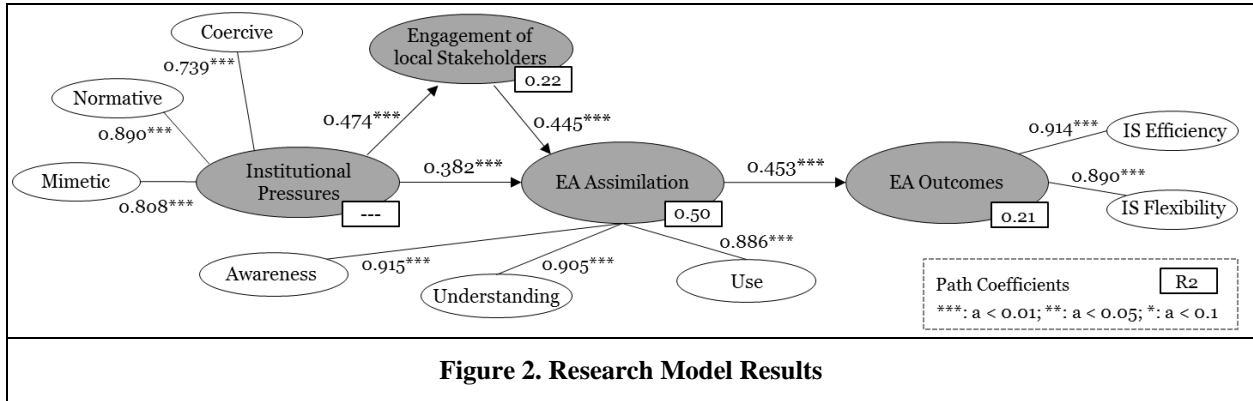 Coercive
Engagement of
local Stakeholders
0.22
0.739***
Normative
0.890***
0.474***
0.445***
0.914***
IS Efficiency
Mimetic
0.808***
Institutional
Pressures
---
0.382***
EA Assimilation
0.50
0.453***
EA Outcomes
0.21
0.890***
IS Flexibility
Awareness
0.915***
Understanding
0.905***
0.886***
Use
Path Coefficients
R2
***: a < 0.01; **: a < 0.05; *: a < 0.1
Figure 2. Research Model Results